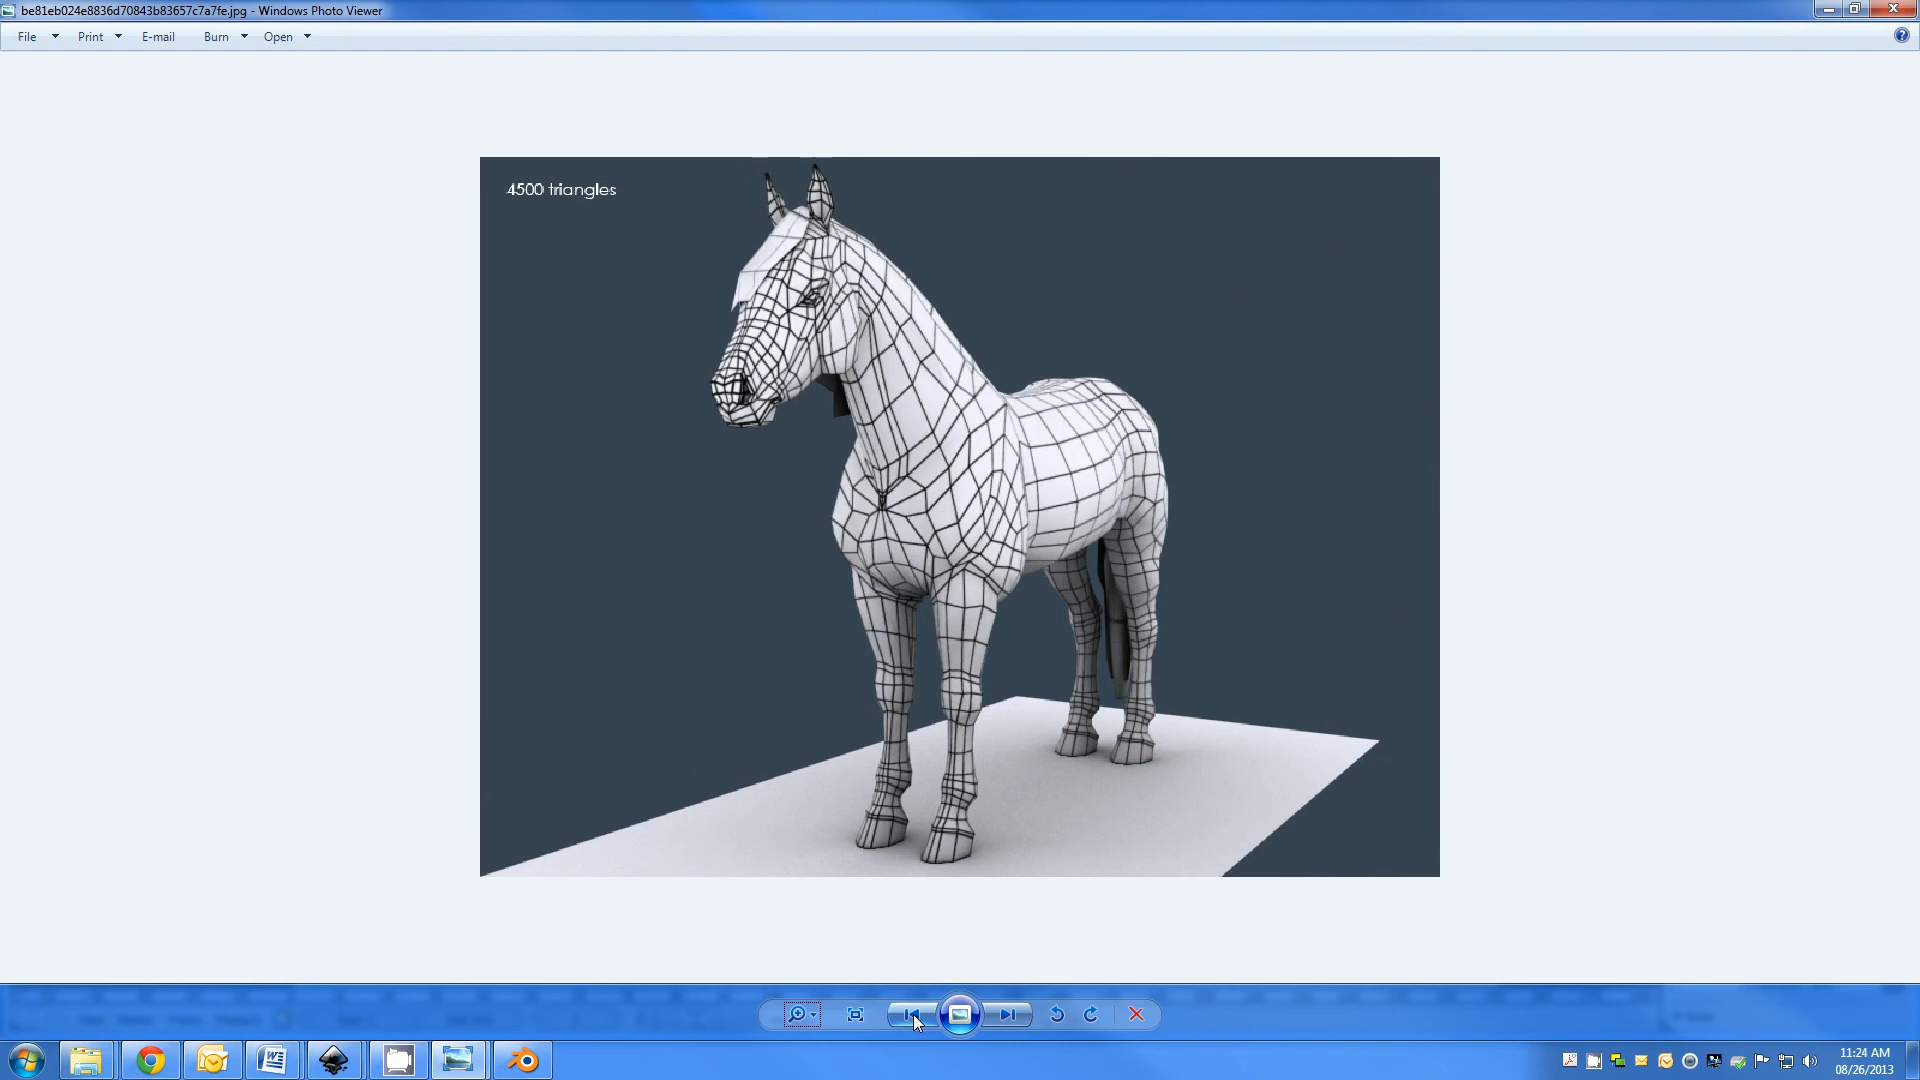 be81eb024e8836d70843b83657c7a7fe.jpg - Windows Photo Viewer
File Print E-mail Burn Open
4500 triangles
11:24 AM
08/26/2013